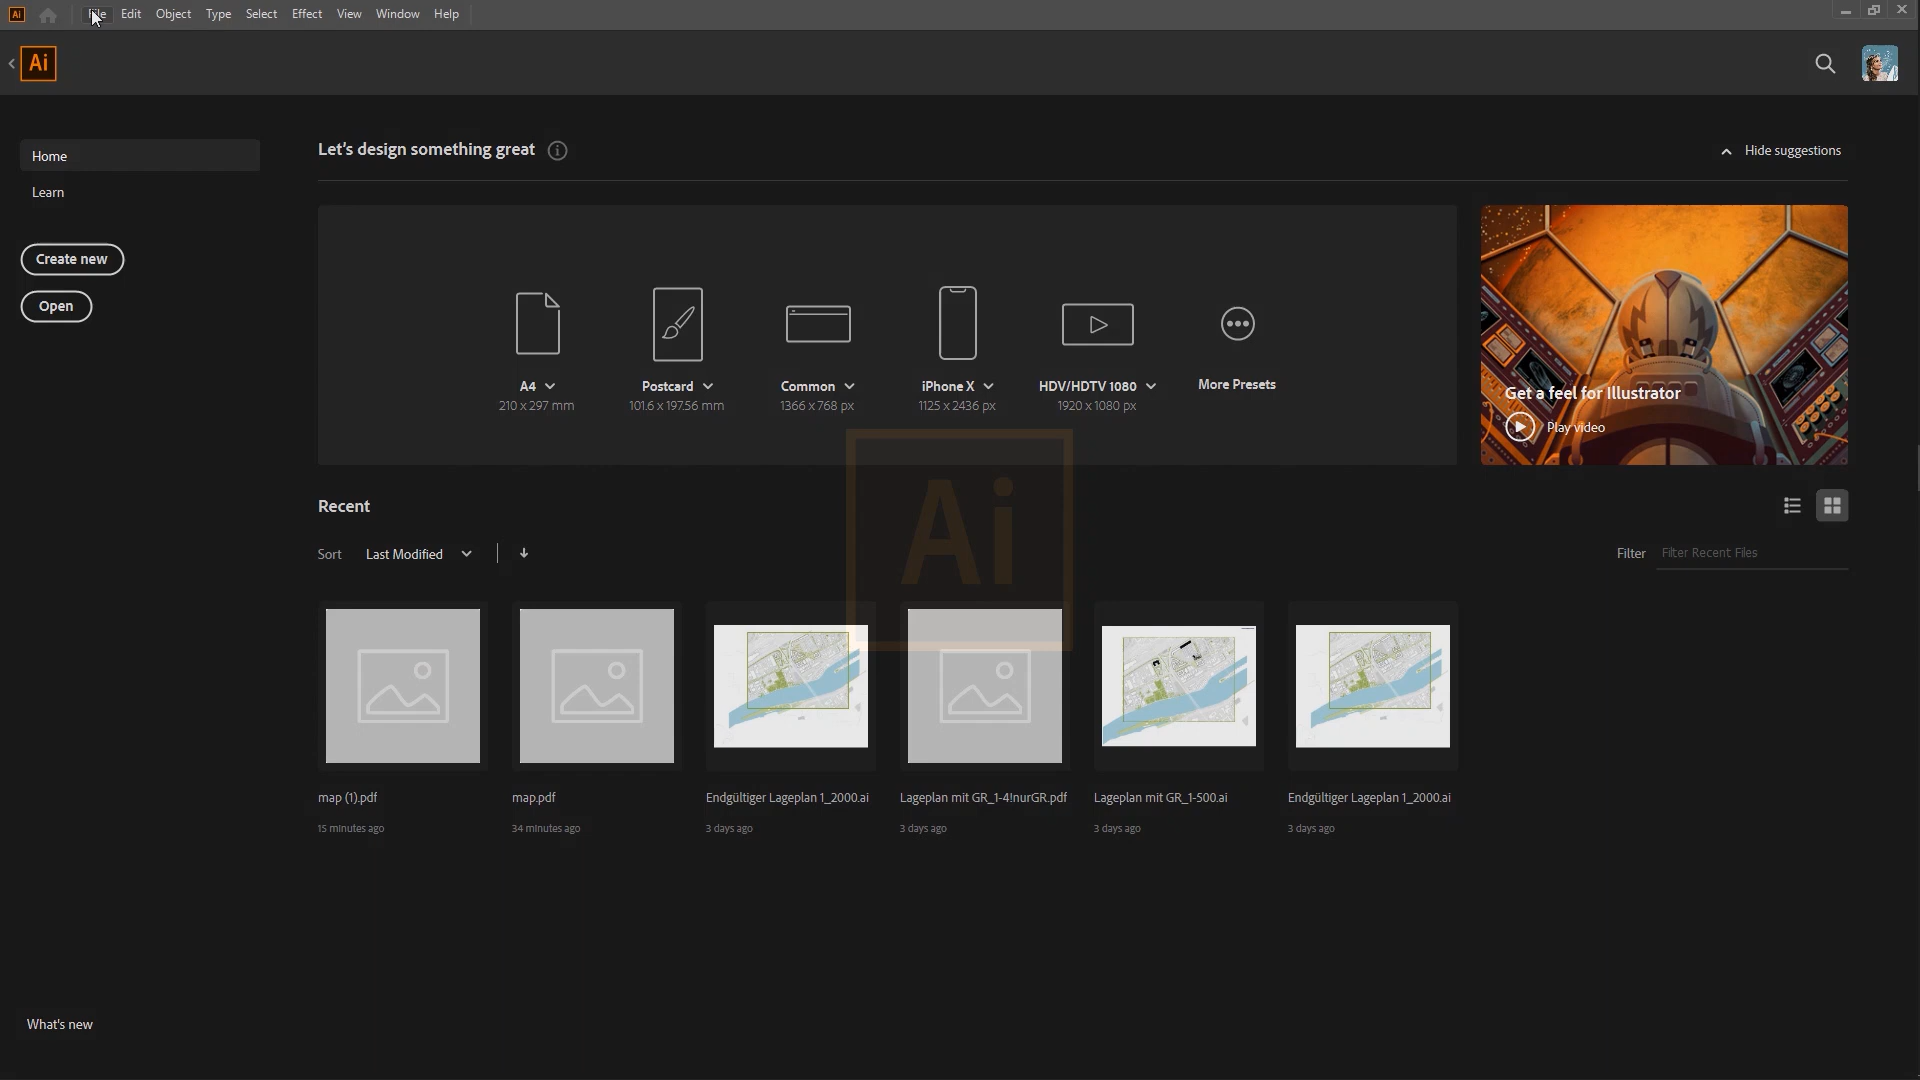 Ai File Edit Object Type Select Effect View Window Help
Ai
Home
Learn
Create new
Open
What's new
Let's design something great
Hide suggestions
A4
210 x 297 mm
Postcard
101.6 x 197.56 mm
Common
1366 x 768 px
iPhone X
1125 x 2436 px
HDV/HDTV 1080
1920 x 1080 px
More Presets
Get a feel for Illustrator
Play video
Ai
Recent
Sort Last Modified
Filter Filter Recent Files
map (1).pdf
15 minutes ago
map.pdf
34 minutes ago
Endgültiger Lageplan 1_2000.ai
3 days ago
Lageplan mit GR_1-4!nurGR.pdf
3 days ago
Lageplan mit GR_1-500.ai
3 days ago
Endgültiger Lageplan 1_2000.ai
3 days ago